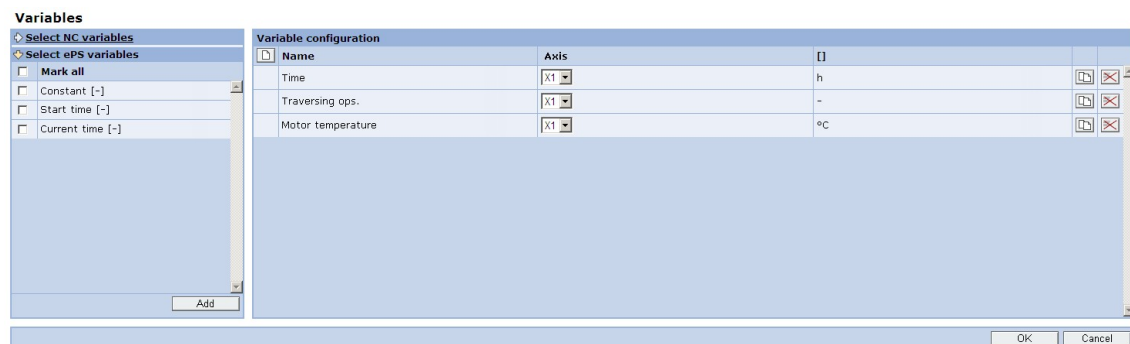 Variables
Select NC variables
Select ePS variables
Mark all
Constant [-]
Start time [-]
Current time [-]
Add
Variable configuration
Name Axis []
Time X1 h
Traversing ops. X1 -
Motor temperature X1 °C
OK Cancel